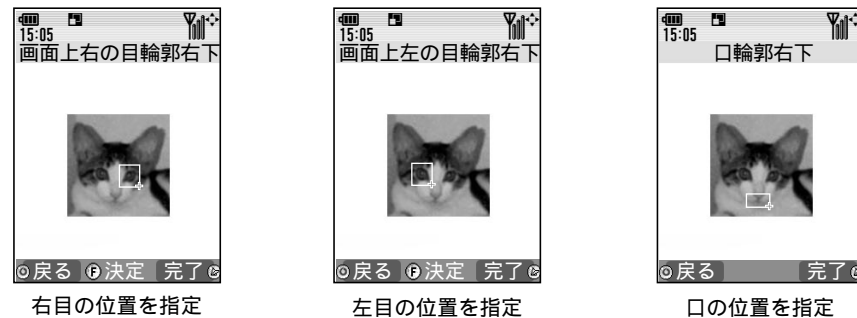 15:05
画面上右の目輪郭右下
戻る 決定 完了
右目の位置を指定
15:05
画面上左の目輪郭右下
戻る 決定 完了
左目の位置を指定
15:05
口輪郭右下
戻る 完了
口の位置を指定